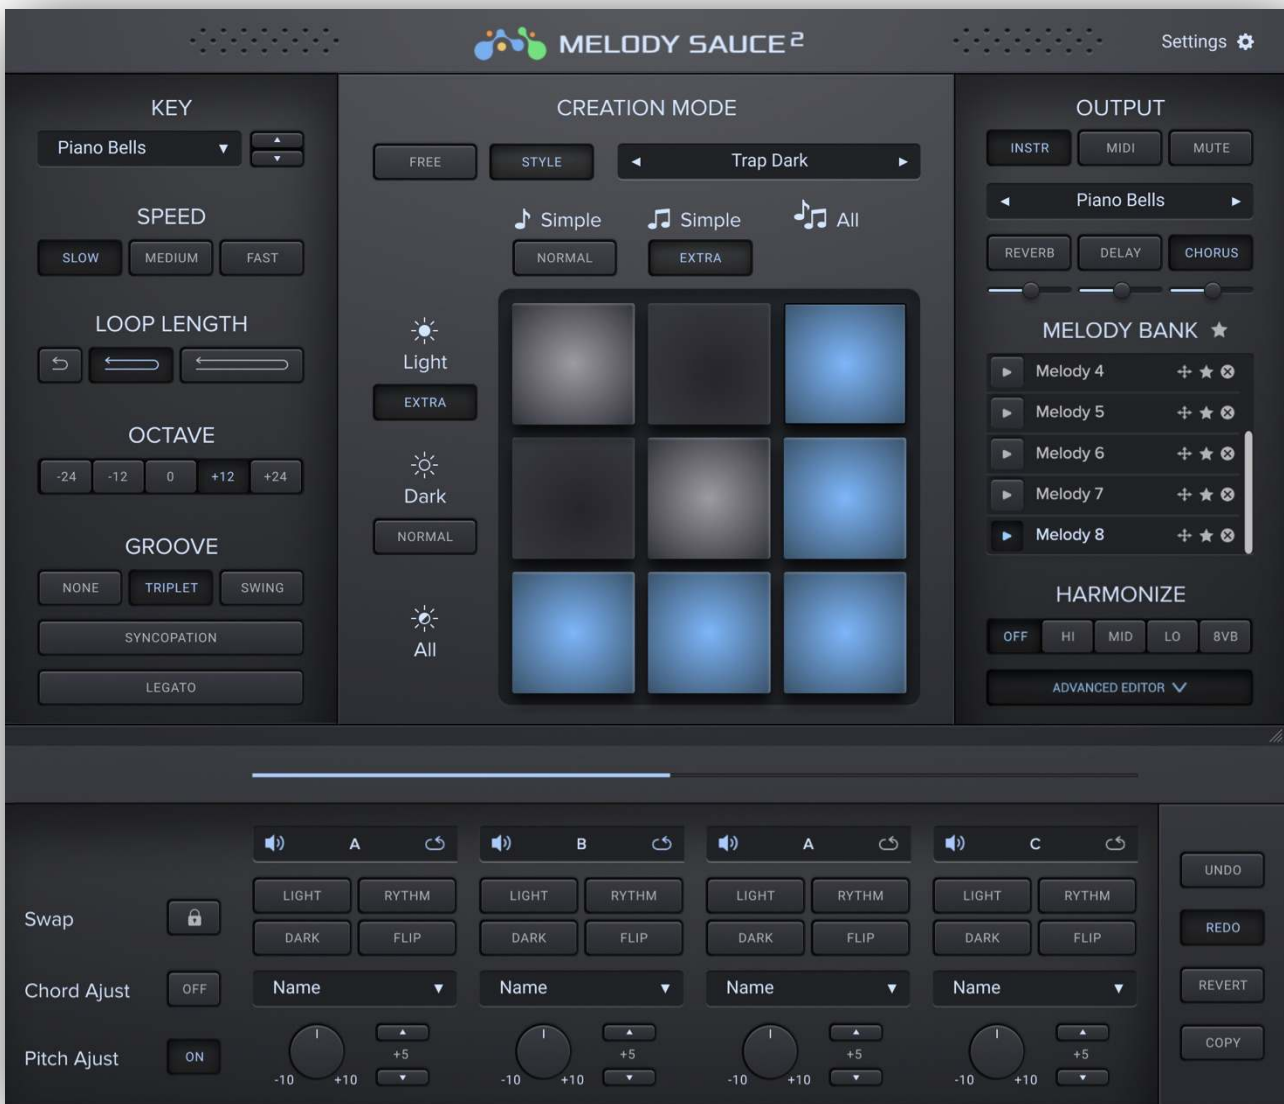 MELODY SAUCE²
Settings
KEY
Piano Bells
SPEED
SLOW MEDIUM FAST
LOOP LENGTH
OCTAVE
-24 -12 0 +12 +24
GROOVE
NONE TRIPLET SWING
SYNCOPATION
LEGATO
CREATION MODE
FREE STYLE Trap Dark
Simple Simple All
NORMAL EXTRA
Light
EXTRA
Dark
NORMAL
All
OUTPUT
INSTR MIDI MUTE
Piano Bells
REVERB DELAY CHORUS
MELODY BANK
Melody 4
Melody 5
Melody 6
Melody 7
Melody 8
HARMONIZE
OFF HI MID LO 8VB
ADVANCED EDITOR
A B A C
Swap
LIGHT RYTHM LIGHT RYTHM LIGHT RYTHM LIGHT RYTHM
DARK FLIP DARK FLIP DARK FLIP DARK FLIP
Chord Ajust OFF Name Name Name Name
Pitch Ajust ON +5 +5 +5 +5
-10 +10 -10 +10 -10 +10 -10 +10
UNDO
REDO
REVERT
COPY